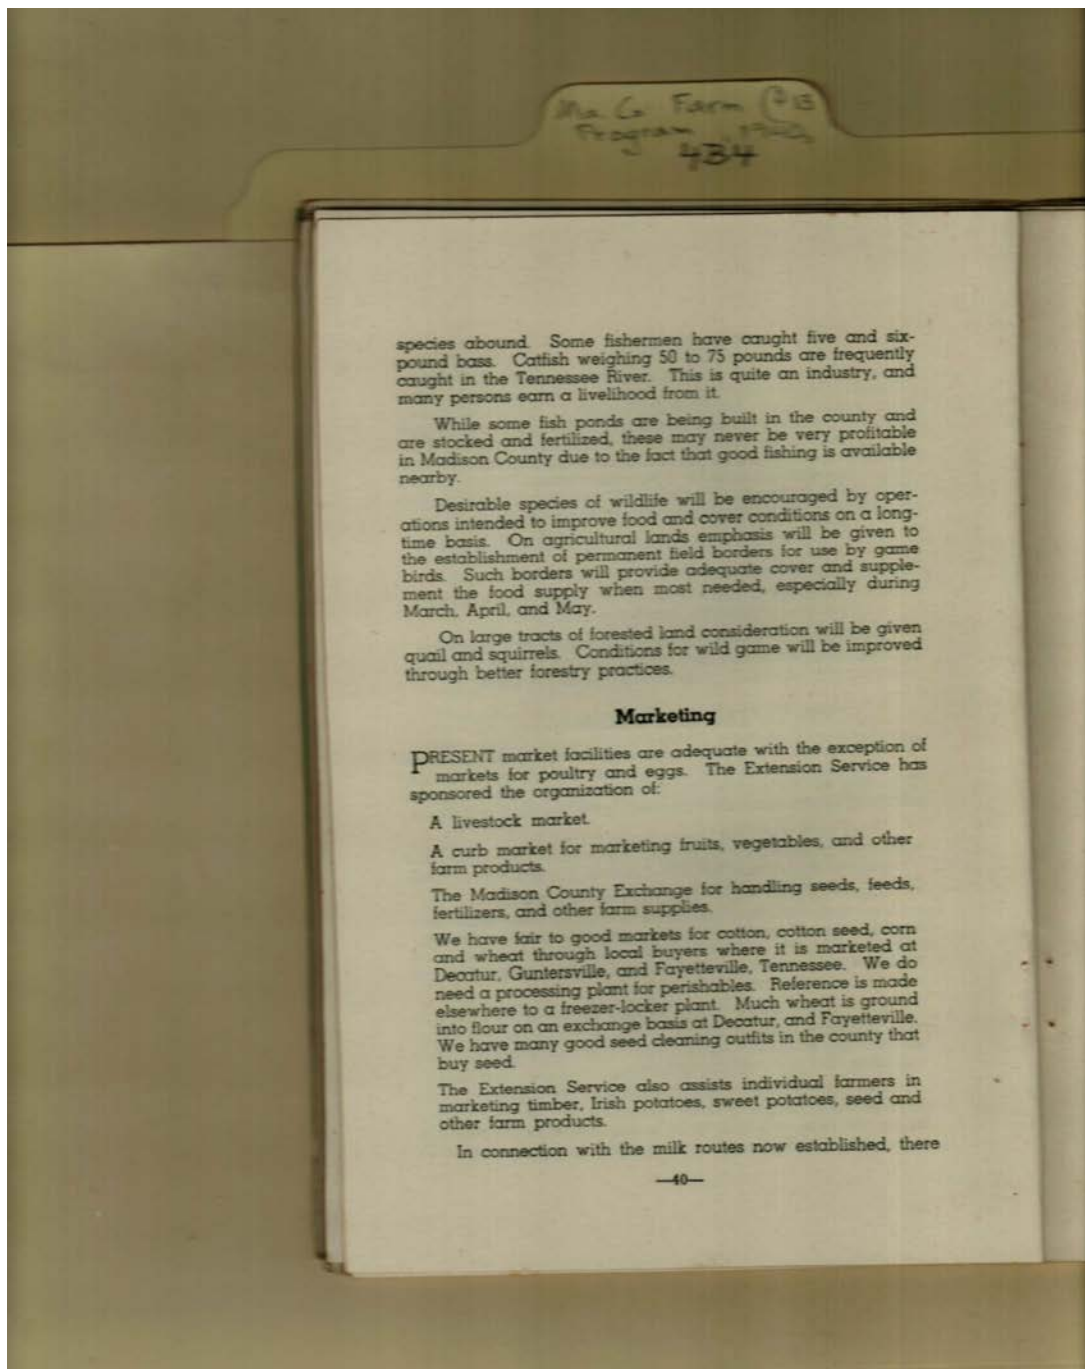 Ma Co Farm
Program 1940s
434
species abound. Some fishermen have caught five and six-
pound bass. Catfish weighing 50 to 75 pounds are frequently
caught in the Tennessee River. This is quite an industry, and
many persons earn a livelihood from it.
While some fish ponds are being built in the county and
are stocked and fertilized, these may never be very profitable
in Madison County due to the fact that good fishing is available
nearby.
Desirable species of wildlife will be encouraged by oper-
ations intended to improve food and cover conditions on a long-
time basis. On agricultural lands emphasis will be given to
the establishment of permanent field borders for use by game
birds. Such borders will provide adequate cover and supple-
ment the food supply when most needed, especially during
March, April, and May.
On large tracts of forested land consideration will be given
quail and squirrels. Conditions for wild game will be improved
through better forestry practices.
Marketing
PRESENT market facilities are adequate with the exception of
markets for poultry and eggs. The Extension Service has
sponsored the organization of:
A livestock market.
A curb market for marketing fruits, vegetables, and other
farm products.
The Madison County Exchange for handling seeds, feeds,
fertilizers, and other farm supplies.
We have fair to good markets for cotton, cotton seed, corn
and wheat through local buyers where it is marketed at
Decatur, Guntersville, and Fayetteville, Tennessee. We do
need a processing plant for perishables. Reference is made
elsewhere to a freezer-locker plant. Much wheat is ground
into flour on an exchange basis at Decatur, and Fayetteville.
We have many good seed cleaning outfits in the county that
buy seed.
The Extension Service also assists individual farmers in
marketing timber, Irish potatoes, sweet potatoes, seed and
other farm products.
In connection with the milk routes now established, there
—40—